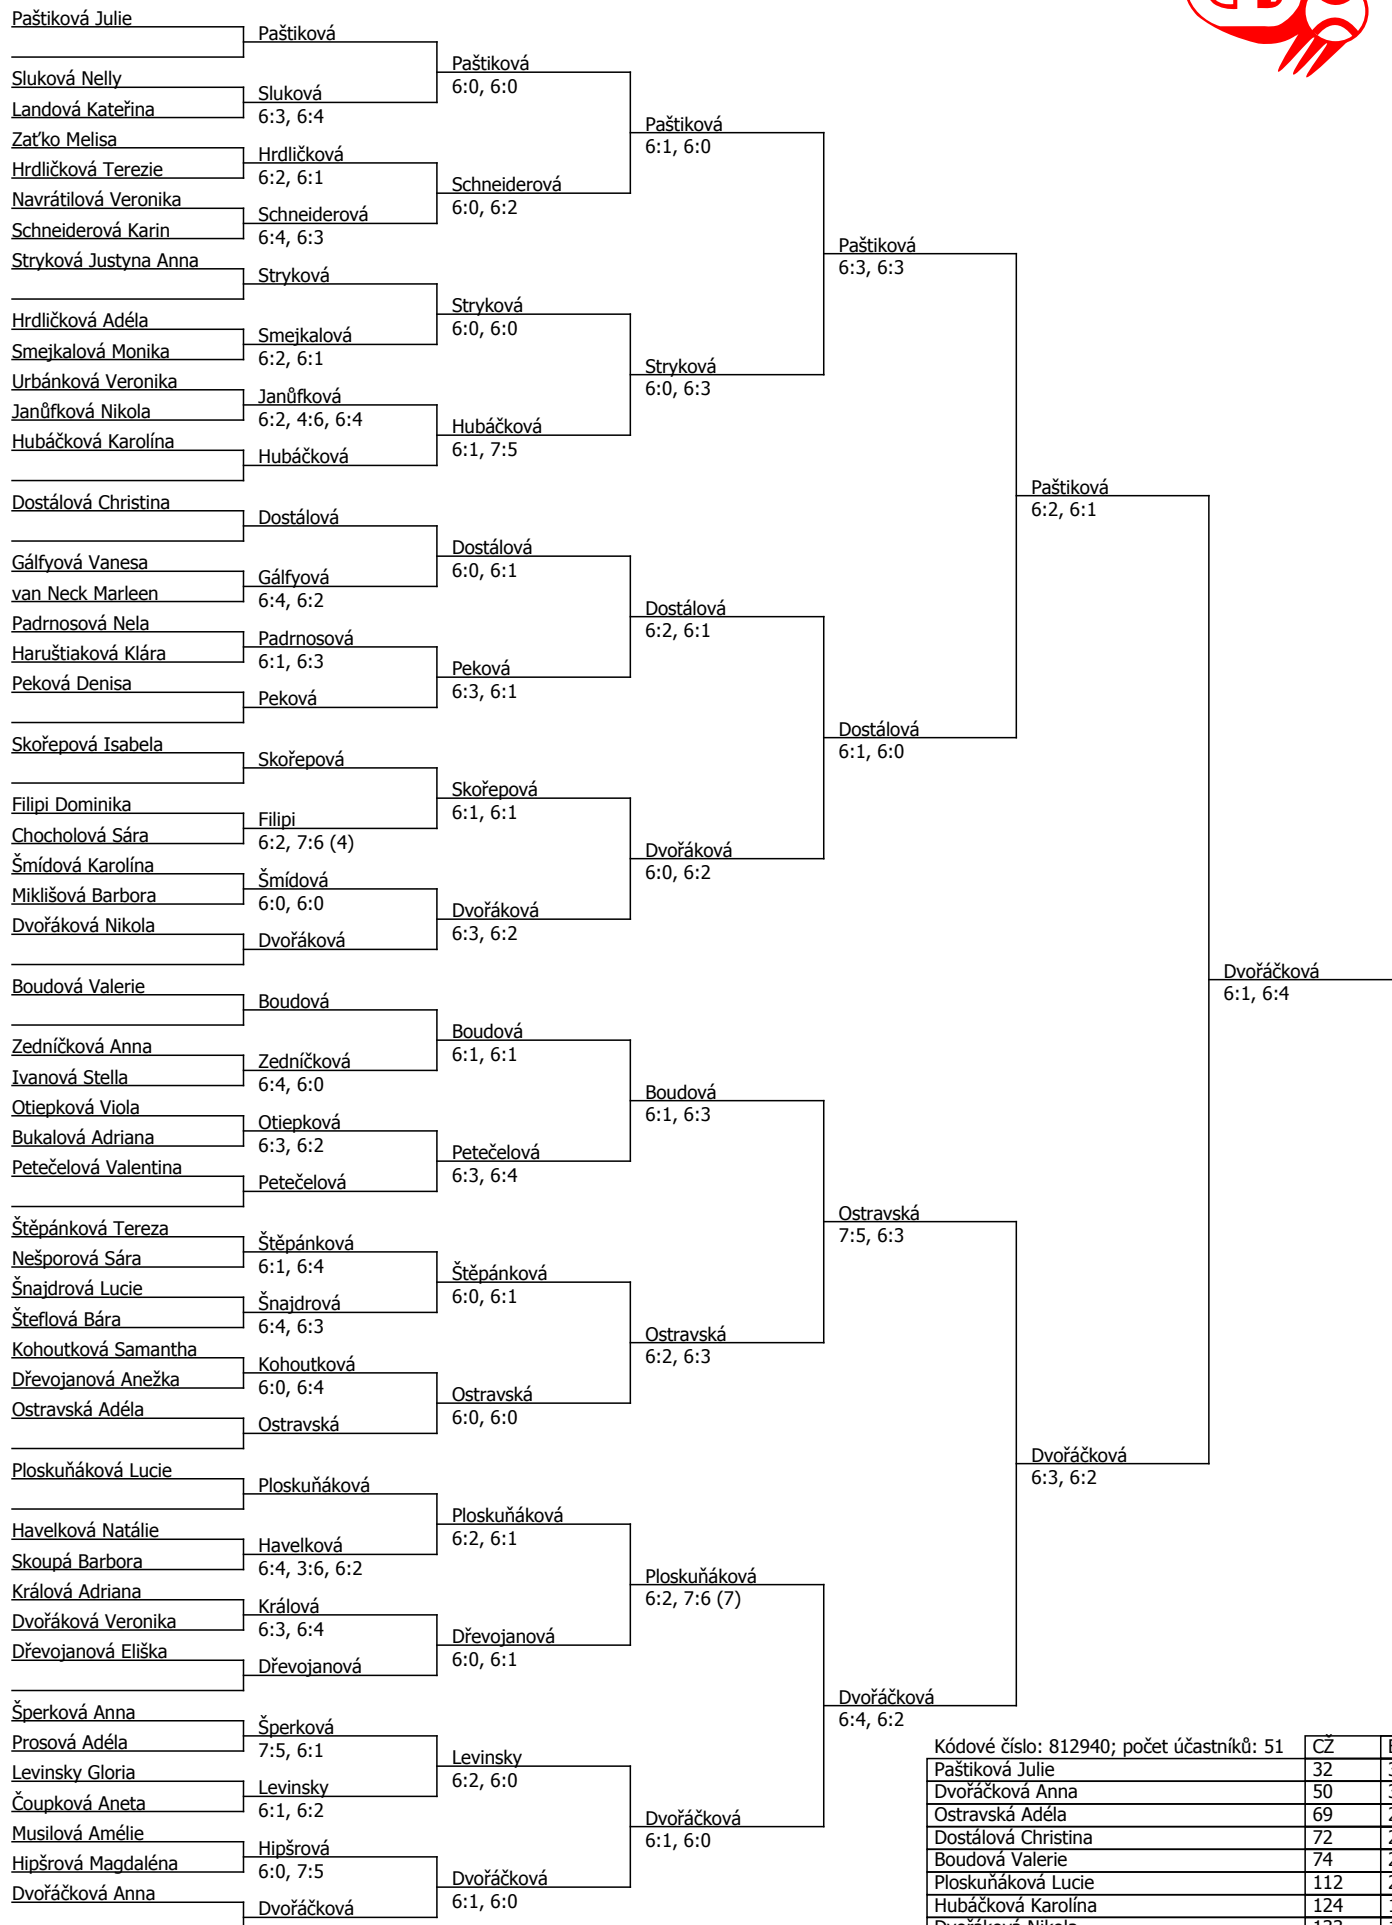 Paštiková Julie
Sluková Nelly
Landová Kateřina
Zaťko Melisa
Hrdličková Terezie
Navrátilová Veronika
Schneiderová Karin
Stryková Justyna Anna
Hrdličková Adéla
Smejkalová Monika
Urbánková Veronika
Janůfková Nikola
Hubáčková Karolína
Dostálová Christina
Gálfyová Vanesa
van Neck Marleen
Padrnosová Nela
Haruštiaková Klára
Peková Denisa
Skořepová Isabela
Filipi Dominika
Chocholová Sára
Šmídová Karolína
Miklišová Barbora
Dvořáková Nikola
Boudová Valerie
Zedníčková Anna
Ivanová Stella
Otiepková Viola
Bukalová Adriana
Petečelová Valentina
Štěpánková Tereza
Nešporová Sára
Šnajdrová Lucie
Šteflová Bára
Kohoutková Samantha
Dřevojanová Anežka
Ostravská Adéla
Ploskuňáková Lucie
Havelková Natálie
Skoupá Barbora
Králová Adriana
Dvořáková Veronika
Dřevojanová Eliška
Šperková Anna
Prosová Adéla
Levinsky Gloria
Čoupková Aneta
Musilová Amélie
Hipšrová Magdaléna
Dvořáčková Anna
Paštiková
Sluková
6:3, 6:4
Hrdličková
6:2, 6:1
Schneiderová
6:4, 6:3
Stryková
Smejkalová
6:2, 6:1
Janůfková
6:2, 4:6, 6:4
Hubáčková
Dostálová
Gálfyová
6:4, 6:2
Padrnosová
6:1, 6:3
Peková
Skořepová
Filipi
6:2, 7:6 (4)
Šmídová
6:0, 6:0
Dvořáková
Boudová
Zedníčková
6:4, 6:0
Otiepková
6:3, 6:2
Petečelová
Štěpánková
6:1, 6:4
Šnajdrová
6:4, 6:3
Kohoutková
6:0, 6:4
Ostravská
Ploskuňáková
Havelková
6:4, 3:6, 6:2
Králová
6:3, 6:4
Dřevojanová
Šperková
7:5, 6:1
Levinsky
6:1, 6:2
Hipšrová
6:0, 7:5
Dvořáčková
Paštiková
6:0, 6:0
Schneiderová
6:0, 6:2
Stryková
6:0, 6:0
Hubáčková
6:1, 7:5
Dostálová
6:0, 6:1
Peková
6:3, 6:1
Skořepová
6:1, 6:1
Dvořáková
6:3, 6:2
Boudová
6:1, 6:1
Petečelová
6:3, 6:4
Štěpánková
6:0, 6:1
Ostravská
6:0, 6:0
Ploskuňáková
6:2, 6:1
Dřevojanová
6:0, 6:1
Levinsky
6:2, 6:0
Dvořáčková
6:1, 6:0
Paštiková
6:1, 6:0
Stryková
6:0, 6:3
Dostálová
6:2, 6:1
Dvořáková
6:0, 6:2
Boudová
6:1, 6:3
Ostravská
6:2, 6:3
Ploskuňáková
6:2, 7:6 (7)
Dvořáčková
6:1, 6:0
Paštiková
6:3, 6:3
Dostálová
6:1, 6:0
Ostravská
7:5, 6:3
Dvořáčková
6:4, 6:2
Paštiková
6:2, 6:1
Dvořáčková
6:3, 6:2
Dvořáčková
6:1, 6:4
Kódové číslo: 812940; počet účastníků: 51 CŽ
Paštiková Julie 32
Dvořáčková Anna 50
Ostravská Adéla 69
Dostálová Christina 72
Boudová Valerie 74
Ploskuňáková Lucie 112
Hubáčková Karolína 124